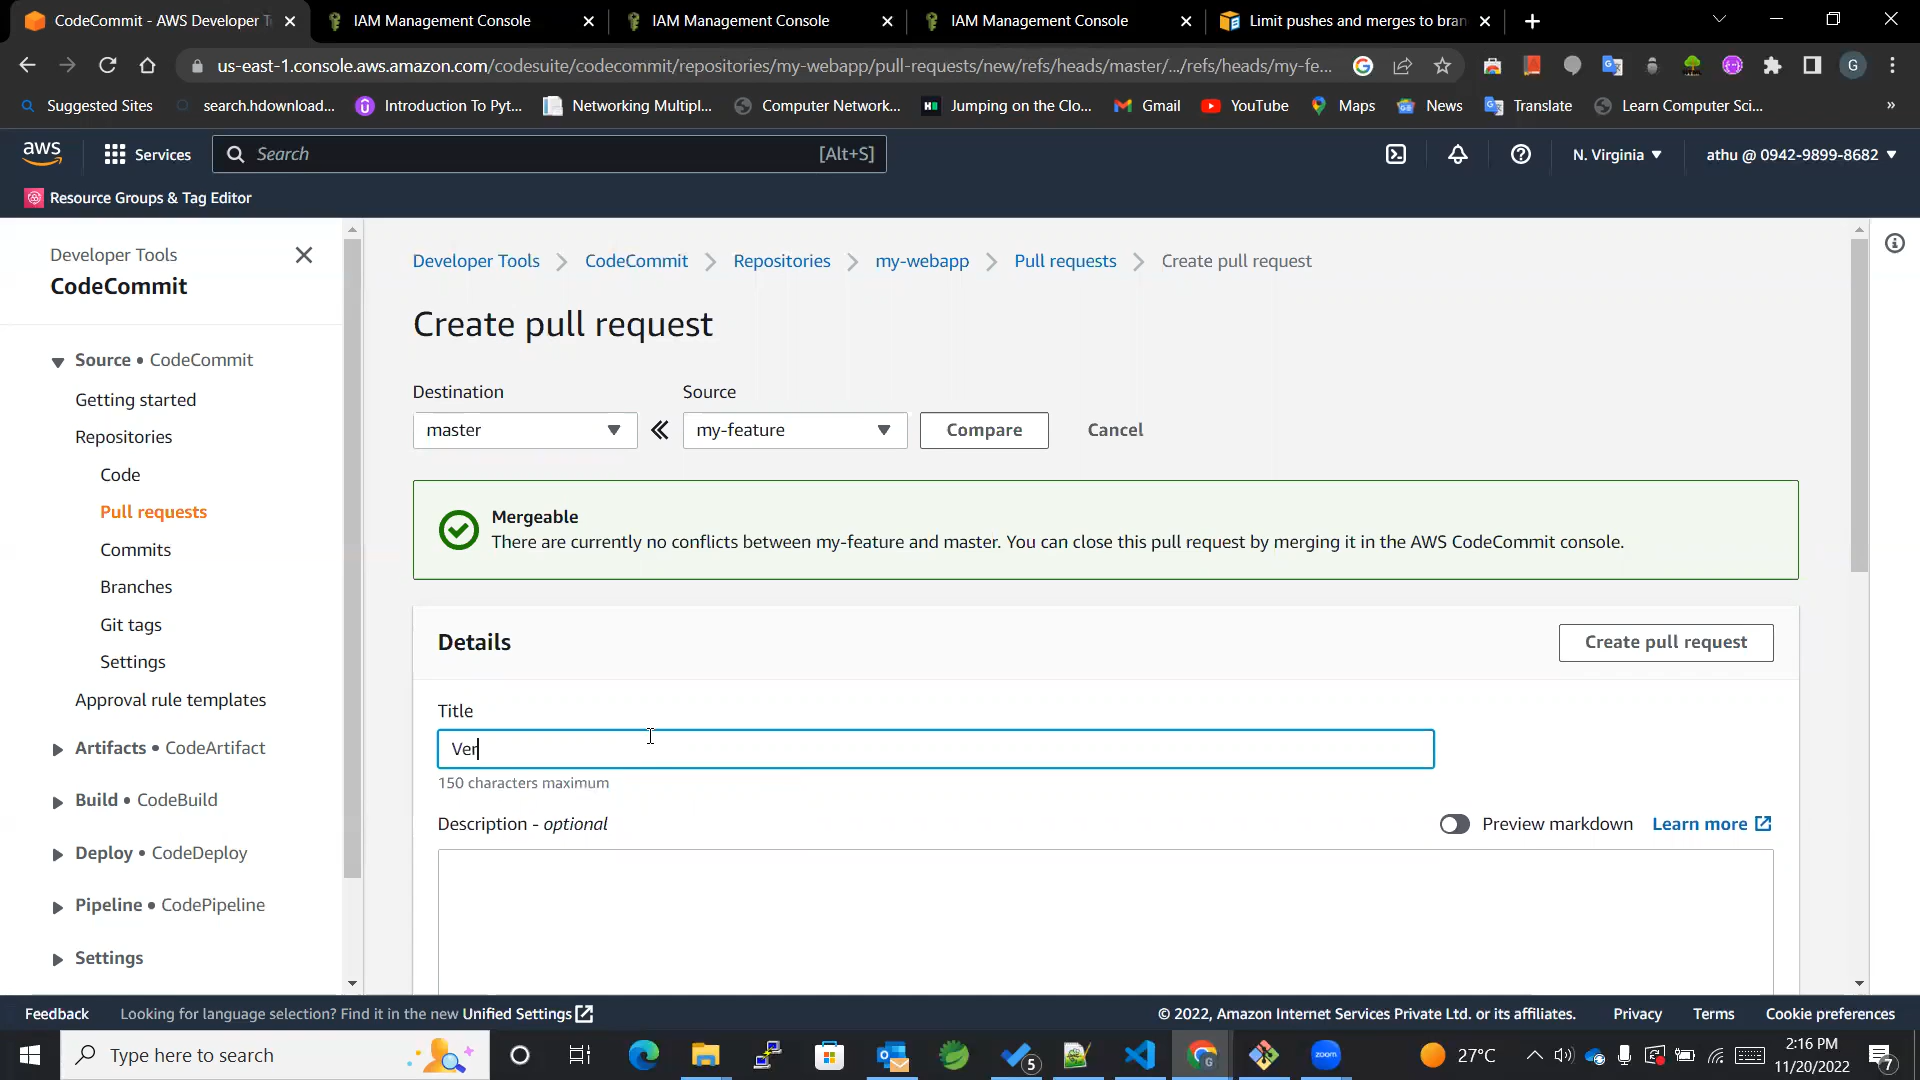 CodeCommit - AWS Developer T
IAM Management Console
IAM Management Console
IAM Management Console
Limit pushes and merges to bran
us-east-1.console.aws.amazon.com/codesuite/codecommit/repositories/my-webapp/pull-requests/new/refs/heads/master/.../refs/heads/my-fe...
G
Suggested Sites
search.hdownload...
Introduction To Pyt...
Networking Multipl...
Computer Network...
Jumping on the Clo...
Gmail
YouTube
Maps
News
Translate
Learn Computer Sci...
»
aws
Services
Search
[Alt+S]
N. Virginia
athu @ 0942-9899-8682
Resource Groups & Tag Editor
Developer Tools
CodeCommit
Source • CodeCommit
Getting started
Repositories
Code
Pull requests
Commits
Branches
Git tags
Settings
Approval rule templates
Artifacts • CodeArtifact
Build • CodeBuild
Deploy • CodeDeploy
Pipeline • CodePipeline
Settings
Developer Tools
CodeCommit
Repositories
my-webapp
Pull requests
Create pull request
Create pull request
Destination
Source
master
my-feature
Compare
Cancel
Mergeable
There are currently no conflicts between my-feature and master. You can close this pull request by merging it in the AWS CodeCommit console.
Details
Create pull request
Title
Ver
150 characters maximum
Description - optional
Preview markdown
Learn more
Feedback
Looking for language selection? Find it in the new Unified Settings
© 2022, Amazon Internet Services Private Ltd. or its affiliates.
Privacy
Terms
Cookie preferences
Type here to search
5
zoom
27°C
2:16 PM
11/20/2022
7